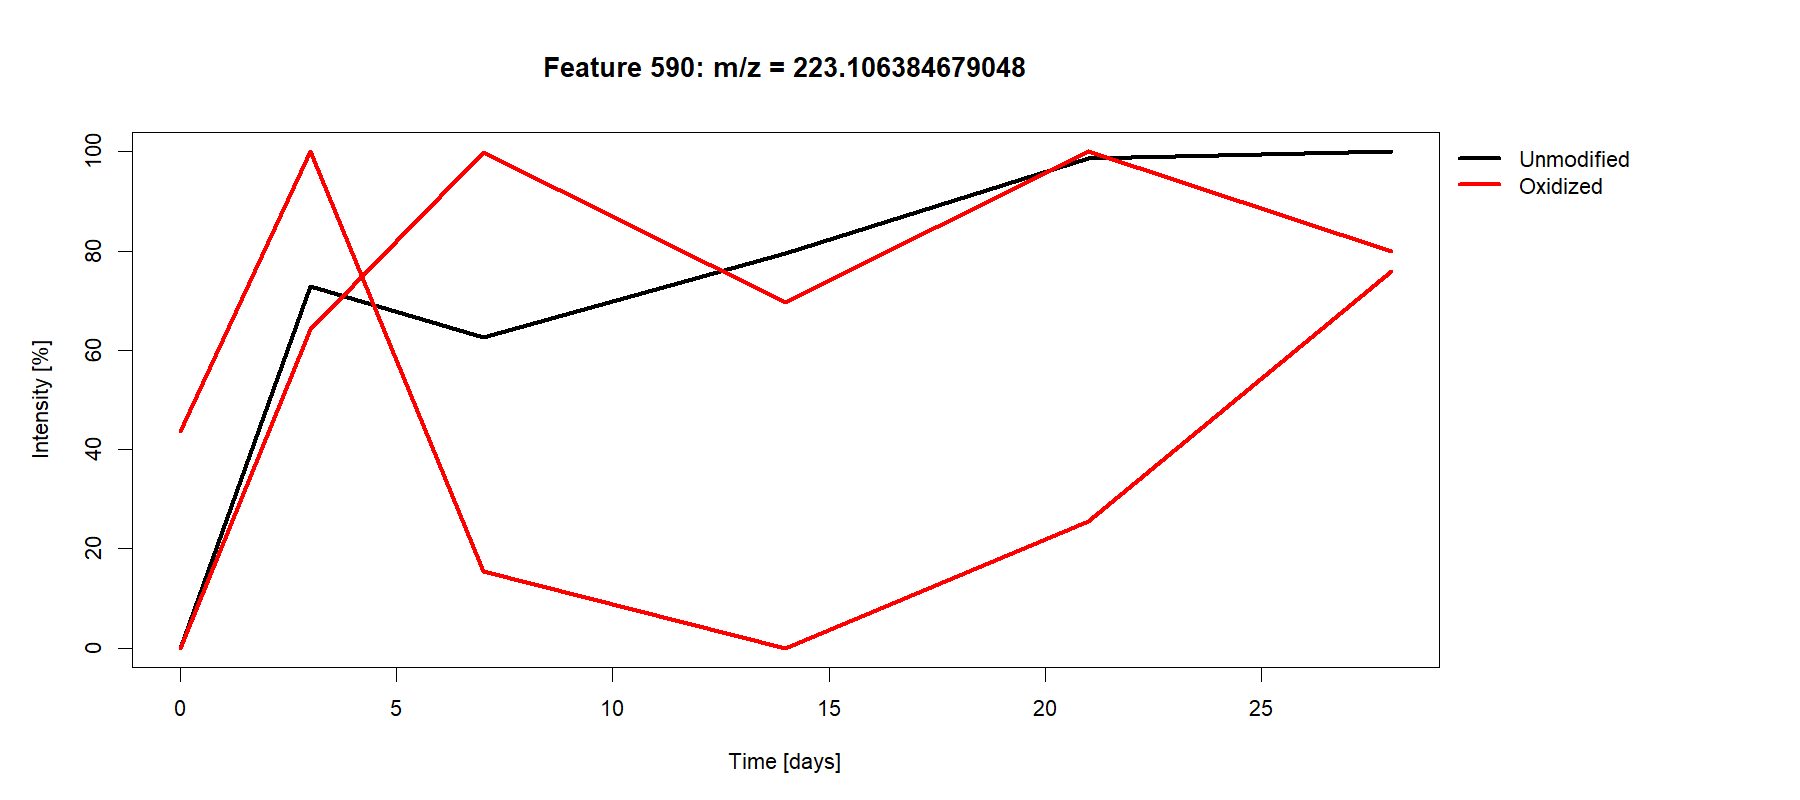 Feature 590: m/z = 223.106384679048
Unmodified
Oxidized
Intensity [%]
100
80
60
40
20
0
0 5 10 15 20 25
Time [days]